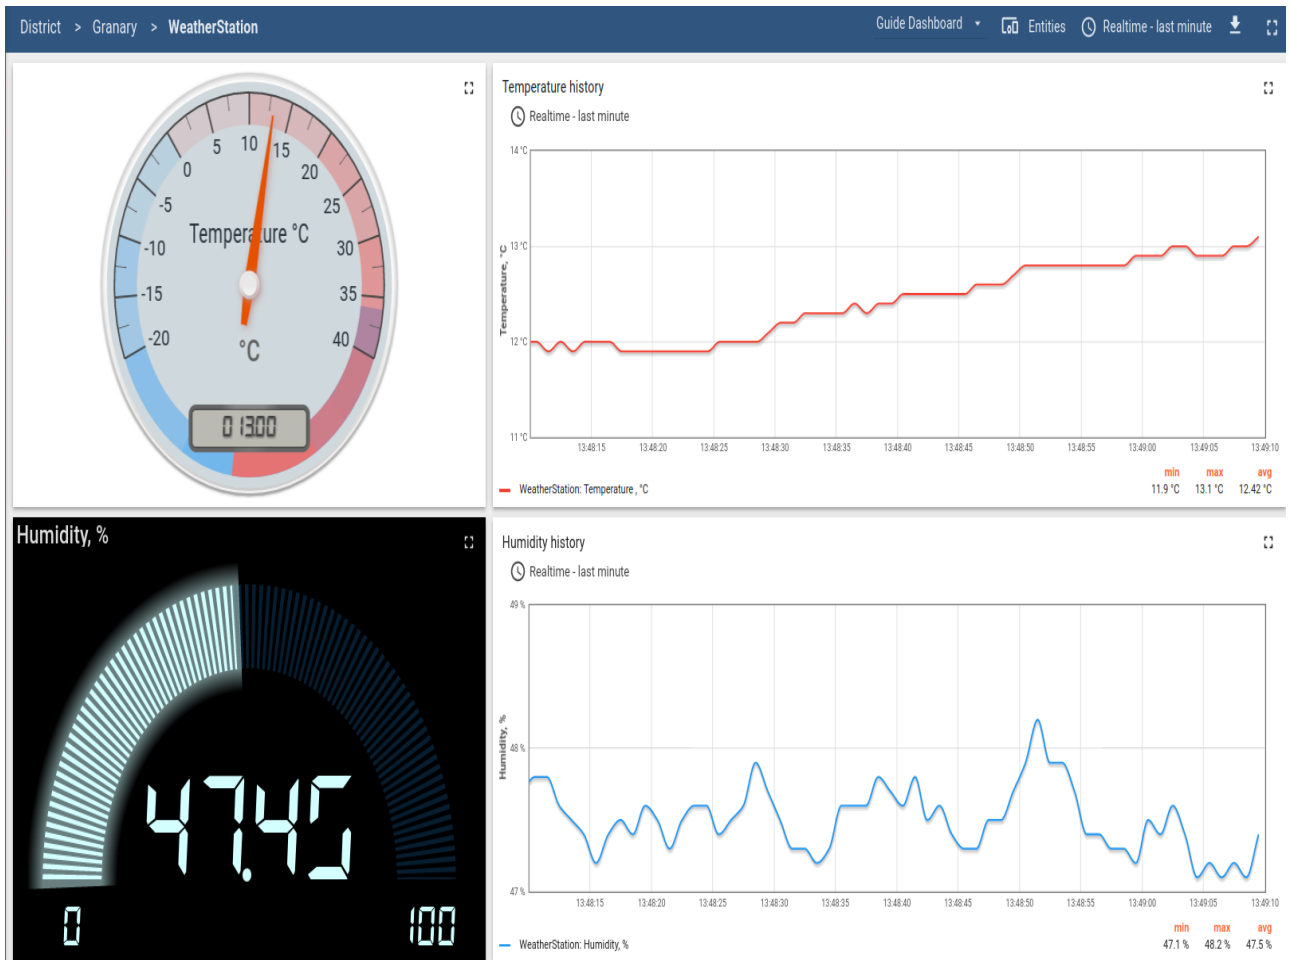 District > Granary > WeatherStation
Guide Dashboard
Entities
Realtime - last minute
0
5
10
15
20
-5
25
-10
30
-15
35
-20
40
Temperature °C
°C
013.00
Temperature history
Realtime - last minute
14 °C
13 °C
12 °C
11 °C
Temperature, °C
13:48:15 13:48:20 13:48:25 13:48:30 13:48:35 13:48:40 13:48:45 13:48:50 13:48:55 13:49:00 13:49:05 13:49:10
min max avg
WeatherStation: Temperature , °C 11.9 °C 13.1 °C 12.42 °C
Humidity, %
47.45
0 100
Humidity history
Realtime - last minute
49 %
48 %
47 %
Humidity, %
13:48:15 13:48:20 13:48:25 13:48:30 13:48:35 13:48:40 13:48:45 13:48:50 13:48:55 13:49:00 13:49:05 13:49:10
min max avg
WeatherStation: Humidity, % 47.1 % 48.2 % 47.5 %